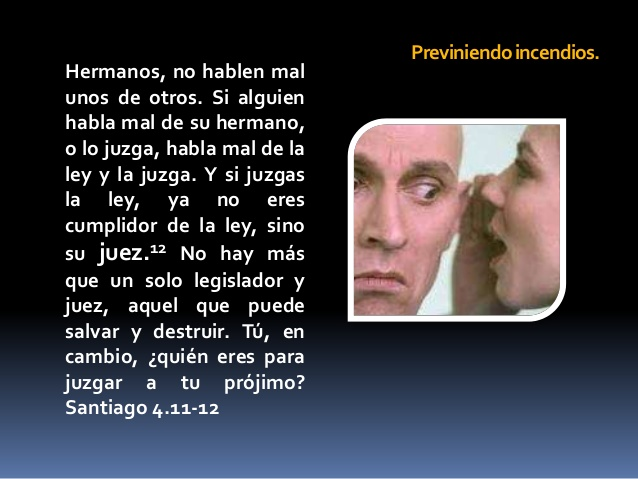 Previniendo incendios.
Hermanos, no hablen mal
unos de otros. Si alguien
habla mal de su hermano,
o lo juzga, habla mal de la
ley y la juzga. Y si juzgas
la ley, ya no eres
cumplidor de la ley, sino
su juez.¹² No hay más
que un solo legislador y
juez, aquel que puede
salvar y destruir. Tú, en
cambio, ¿quién eres para
juzgar a tu prójimo?
Santiago 4.11-12